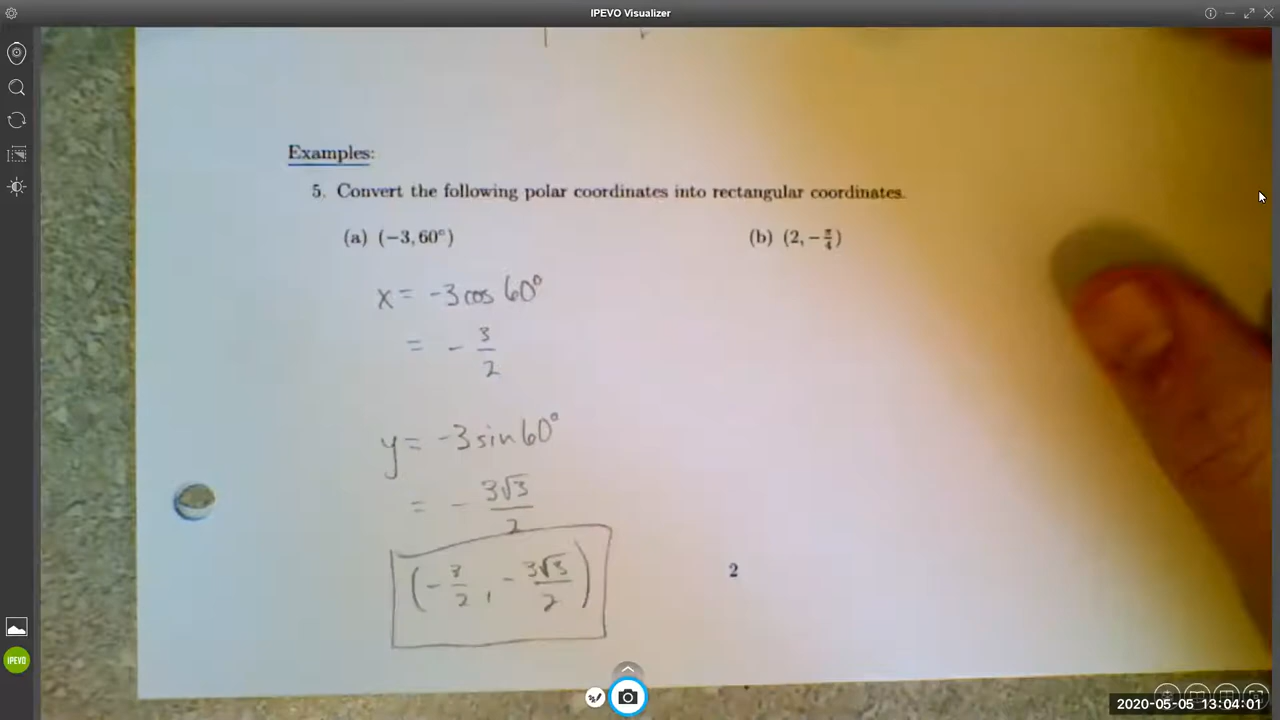 IPEVO Visualizer
Examples:
5. Convert the following polar coordinates into rectangular coordinates.
(a) (−3, 60°)
(b) (2, −π/4)
x = -3 cos 60°
= - 3/2
y = -3 sin 60°
= - 3√3/2
(- 3/2, - 3√3/2)
2
IPEVO
2020-05-05 13:04:01